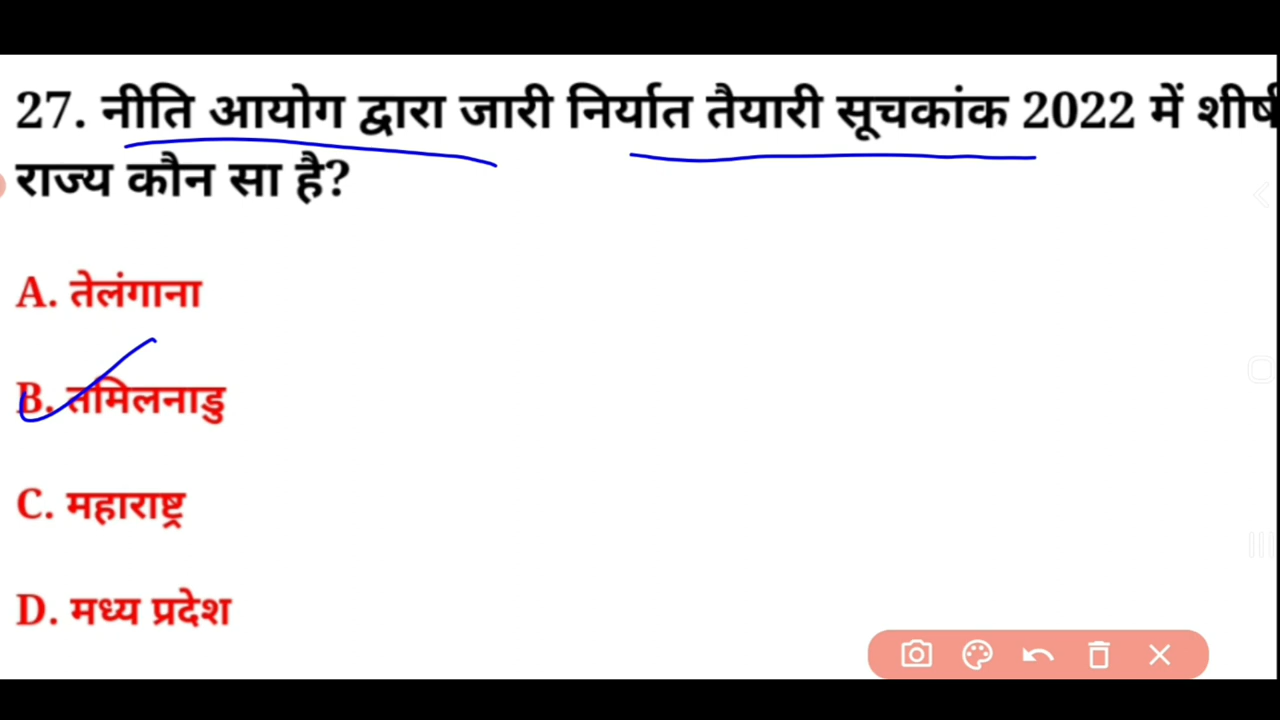 27. नीति आयोग द्वारा जारी निर्यात तैयारी सूचकांक 2022 में शीर्ष
राज्य कौन सा है?
A. तेलंगाना
B. तमिलनाडु
C. महाराष्ट्र
D. मध्य प्रदेश